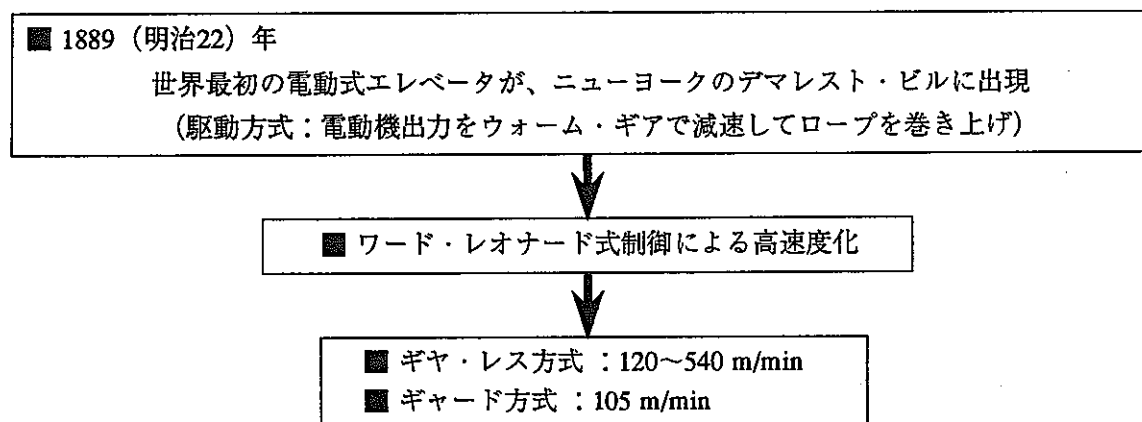 ■ 1889（明治22）年
世界最初の電動式エレベータが、ニューヨークのデマレスト・ビルに出現
（駆動方式：電動機出力をウォーム・ギアで減速してロープを巻き上げ）
■ ワード・レオナード式制御による高速度化
■ ギヤ・レス方式 ：120～540 m/min
■ ギャード方式 ：105 m/min